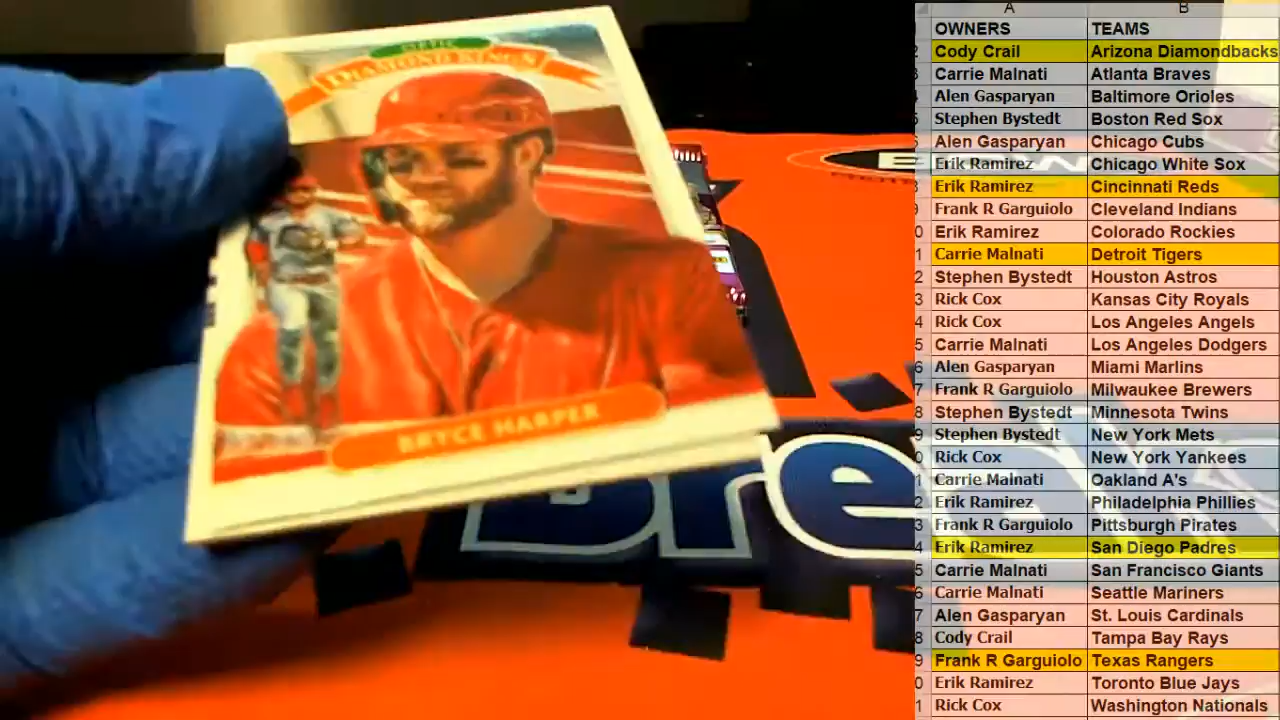 DIAMOND KINGS
BRYCE HARPER
Bre
A B
OWNERS TEAMS
Cody Crail Arizona Diamondbacks
Carrie Malnati Atlanta Braves
Alen Gasparyan Baltimore Orioles
Stephen Bystedt Boston Red Sox
Alen Gasparyan Chicago Cubs
Erik Ramirez Chicago White Sox
Erik Ramirez Cincinnati Reds
Frank R Garguiolo Cleveland Indians
Erik Ramirez Colorado Rockies
Carrie Malnati Detroit Tigers
Stephen Bystedt Houston Astros
Rick Cox Kansas City Royals
Rick Cox Los Angeles Angels
Carrie Malnati Los Angeles Dodgers
Alen Gasparyan Miami Marlins
Frank R Garguiolo Milwaukee Brewers
Stephen Bystedt Minnesota Twins
Stephen Bystedt New York Mets
Rick Cox New York Yankees
Carrie Malnati Oakland A's
Erik Ramirez Philadelphia Phillies
Frank R Garguiolo Pittsburgh Pirates
Erik Ramirez San Diego Padres
Carrie Malnati San Francisco Giants
Carrie Malnati Seattle Mariners
Alen Gasparyan St. Louis Cardinals
Cody Crail Tampa Bay Rays
Frank R Garguiolo Texas Rangers
Erik Ramirez Toronto Blue Jays
Rick Cox Washington Nationals